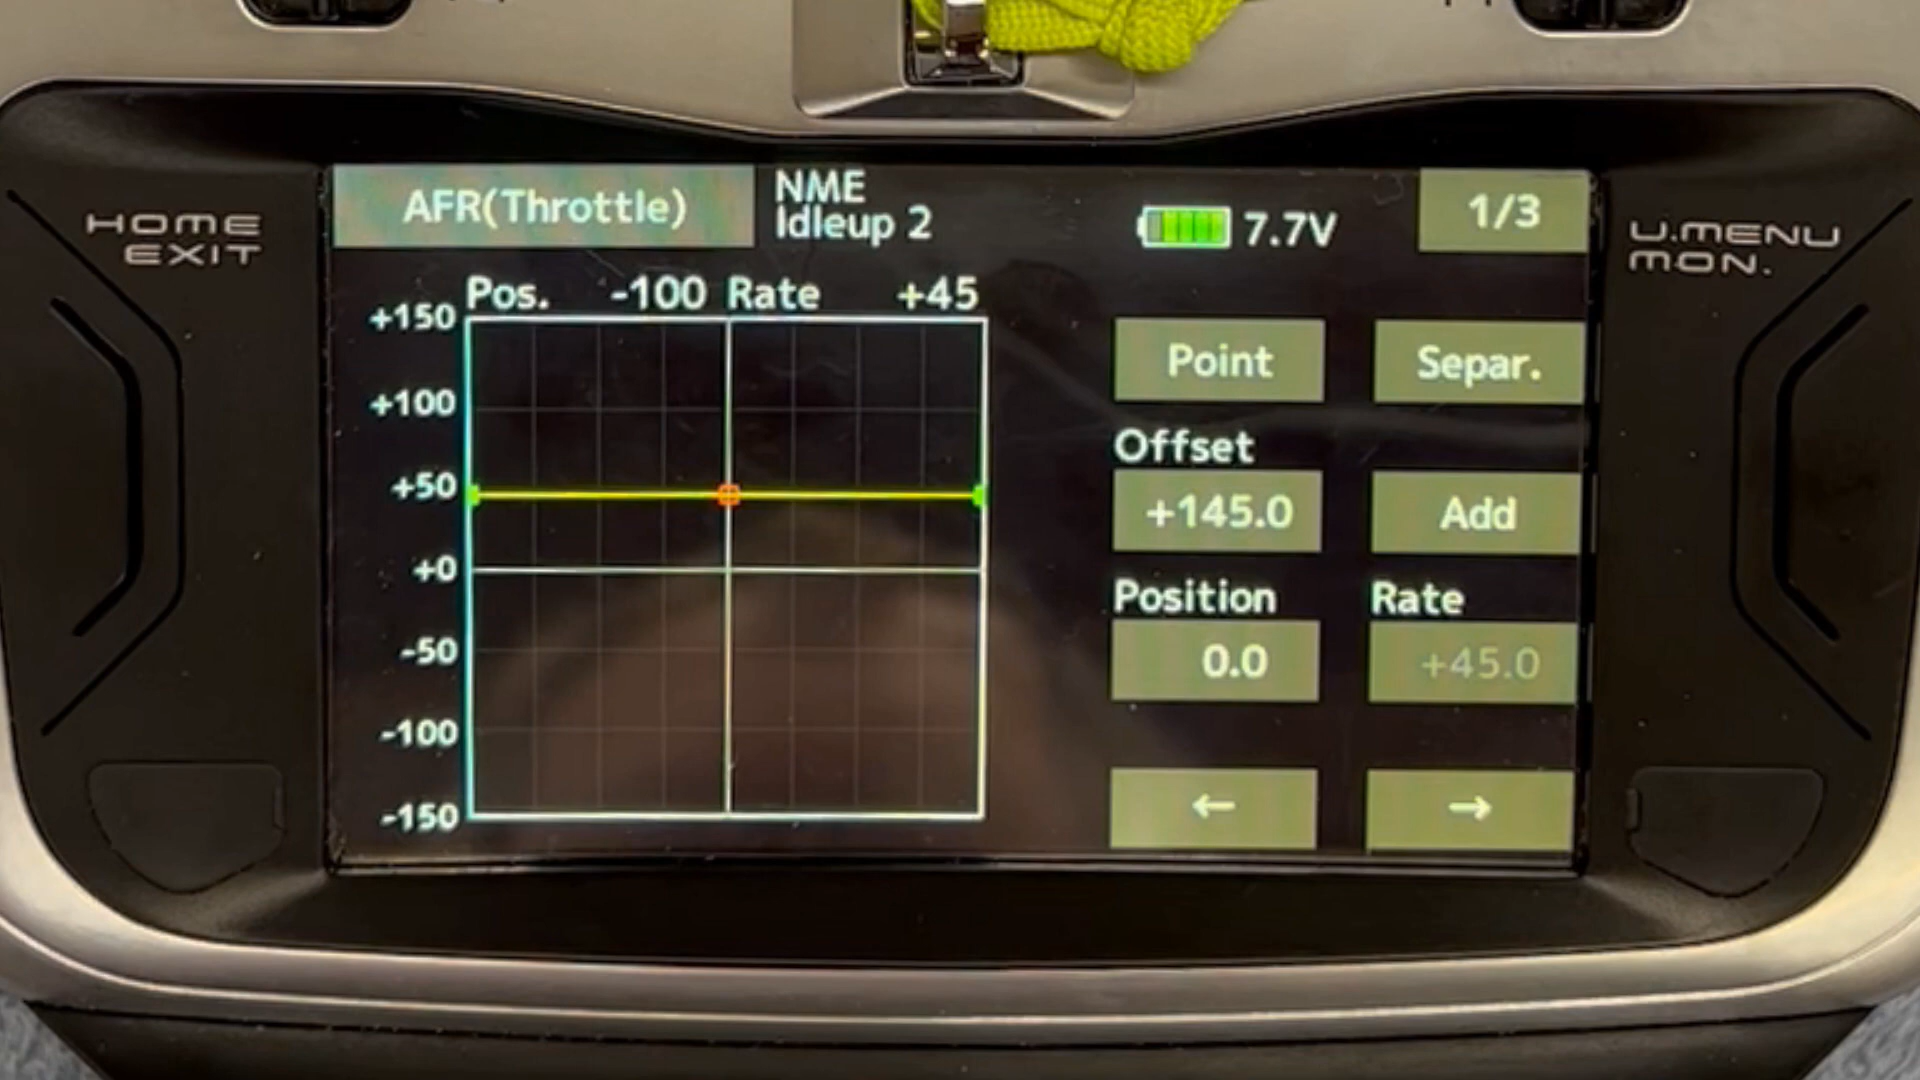 HOME
EXIT
AFR(Throttle)
NME
Idleup 2
7.7V
1/3
U.MENU
MON.
Pos. -100 Rate +45
+150
+100
+50
+0
-50
-100
-150
Point
Separ.
Offset
+145.0
Add
Position
Rate
0.0
+45.0
←
→